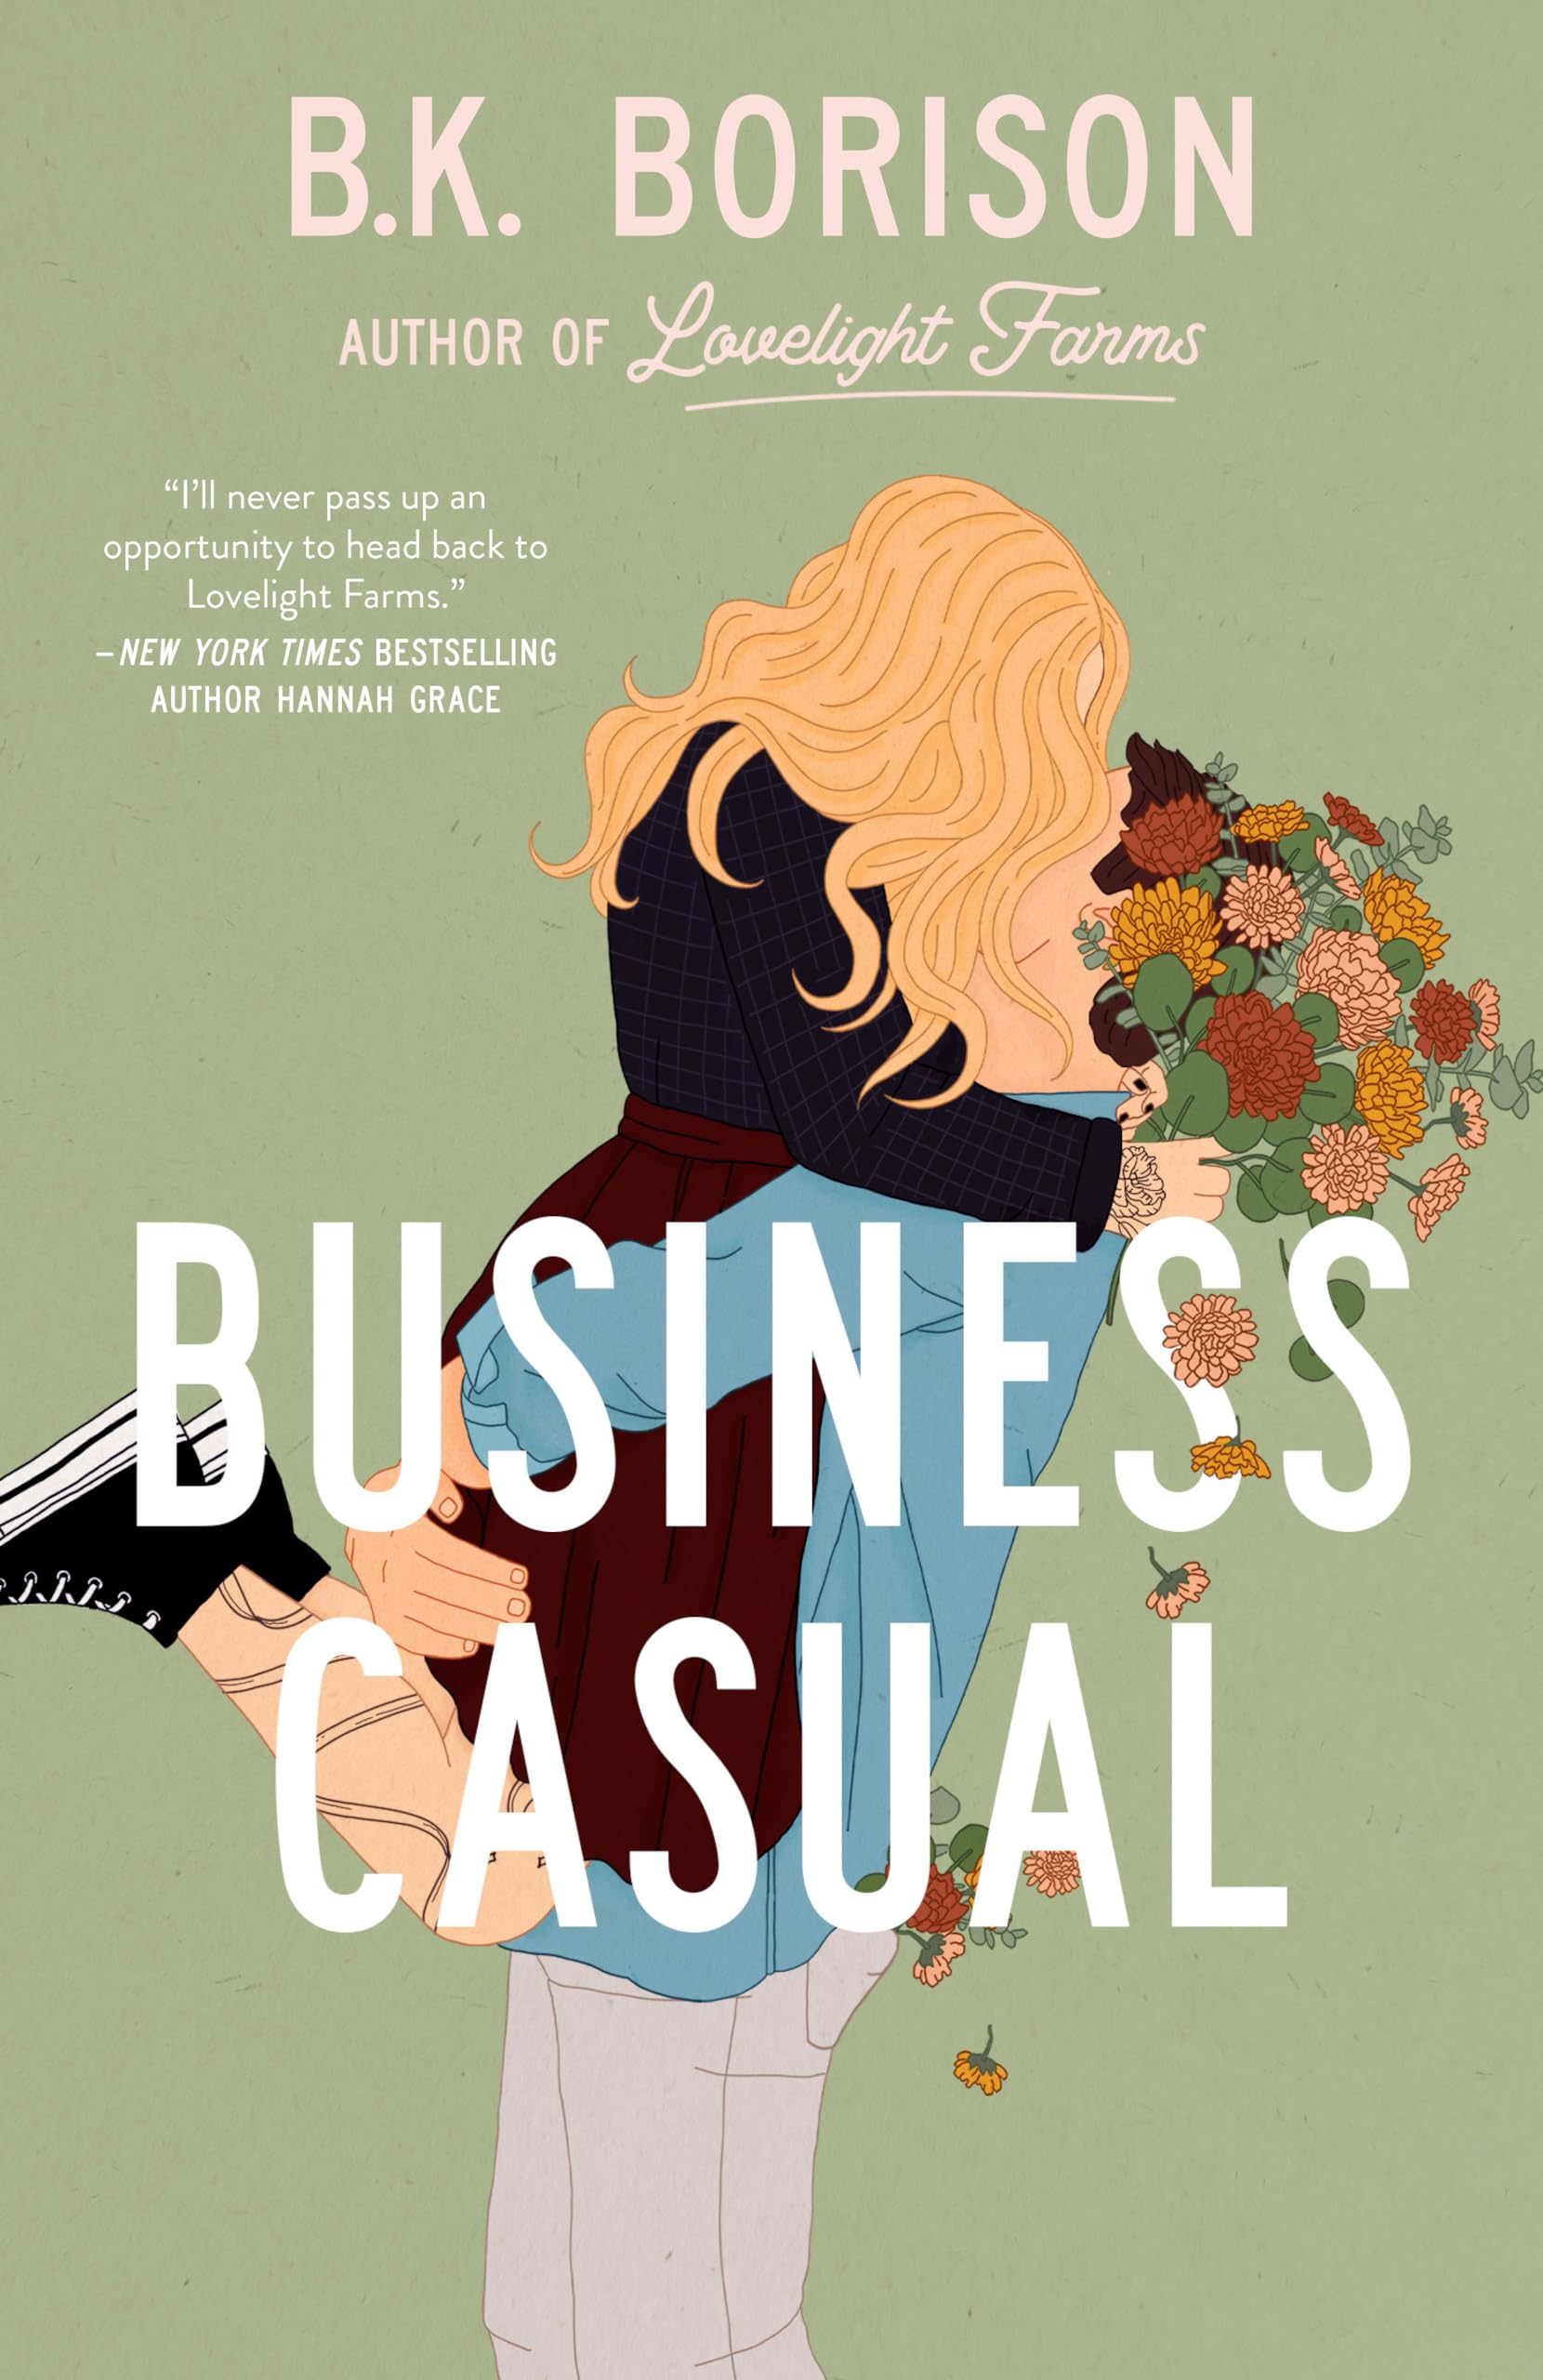 B.K. BORISON
AUTHOR OF Lovelight Farms
“I’ll never pass up an
opportunity to head back to
Lovelight Farms.”
–NEW YORK TIMES BESTSELLING
AUTHOR HANNAH GRACE
BUSINESS
CASUAL